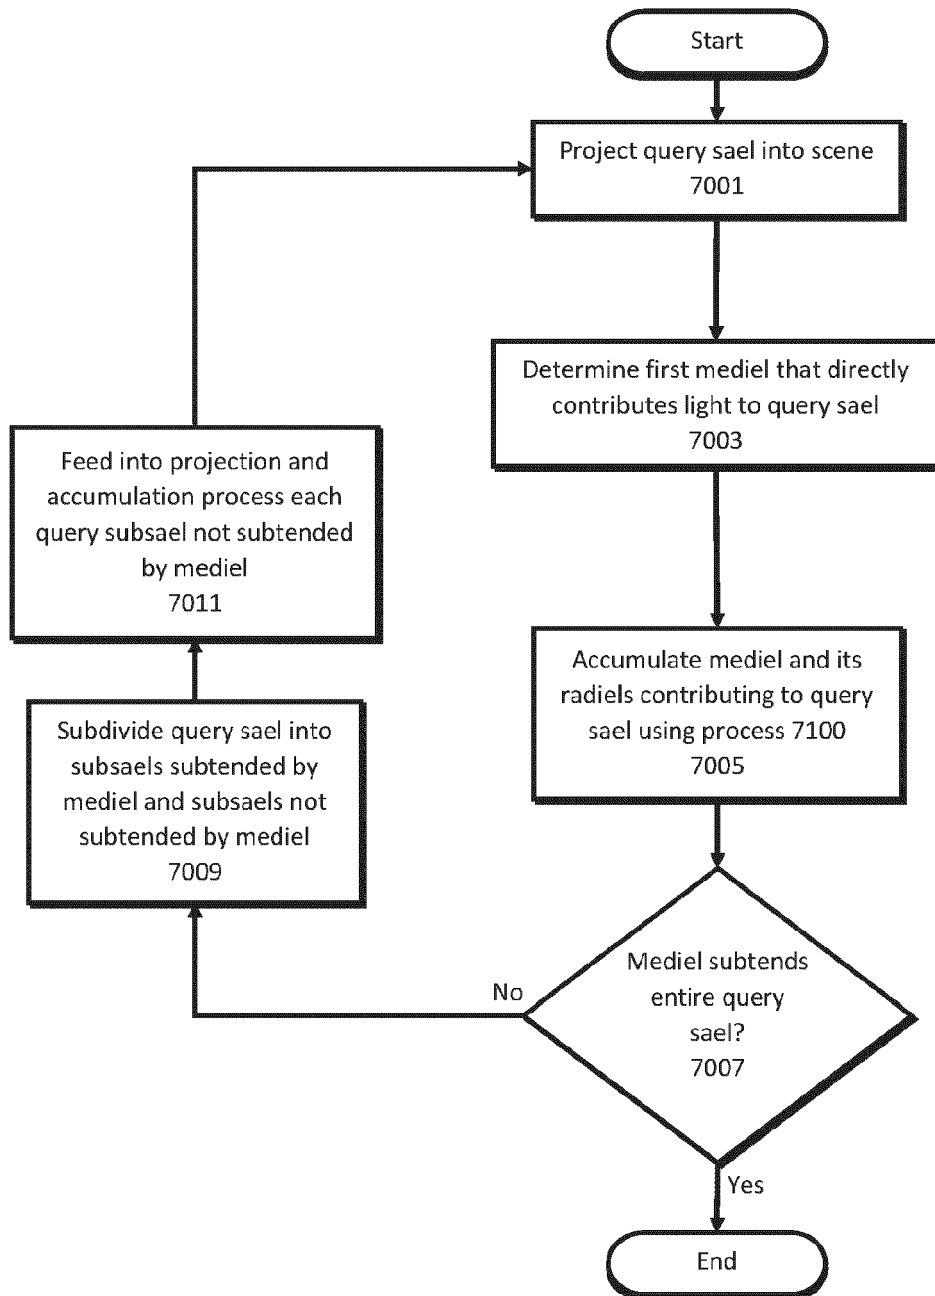 Start
Project query sael into scene
7001
Determine first mediel that directly
contributes light to query sael
7003
Accumulate mediel and its
radiels contributing to query
sael using process 7100
7005
Mediel subtends
entire query
sael?
7007
No
Yes
End
Subdivide query sael into
subsaels subtended by
mediel and subsaels not
subtended by mediel
7009
Feed into projection and
accumulation process each
query subsael not subtended
by mediel
7011